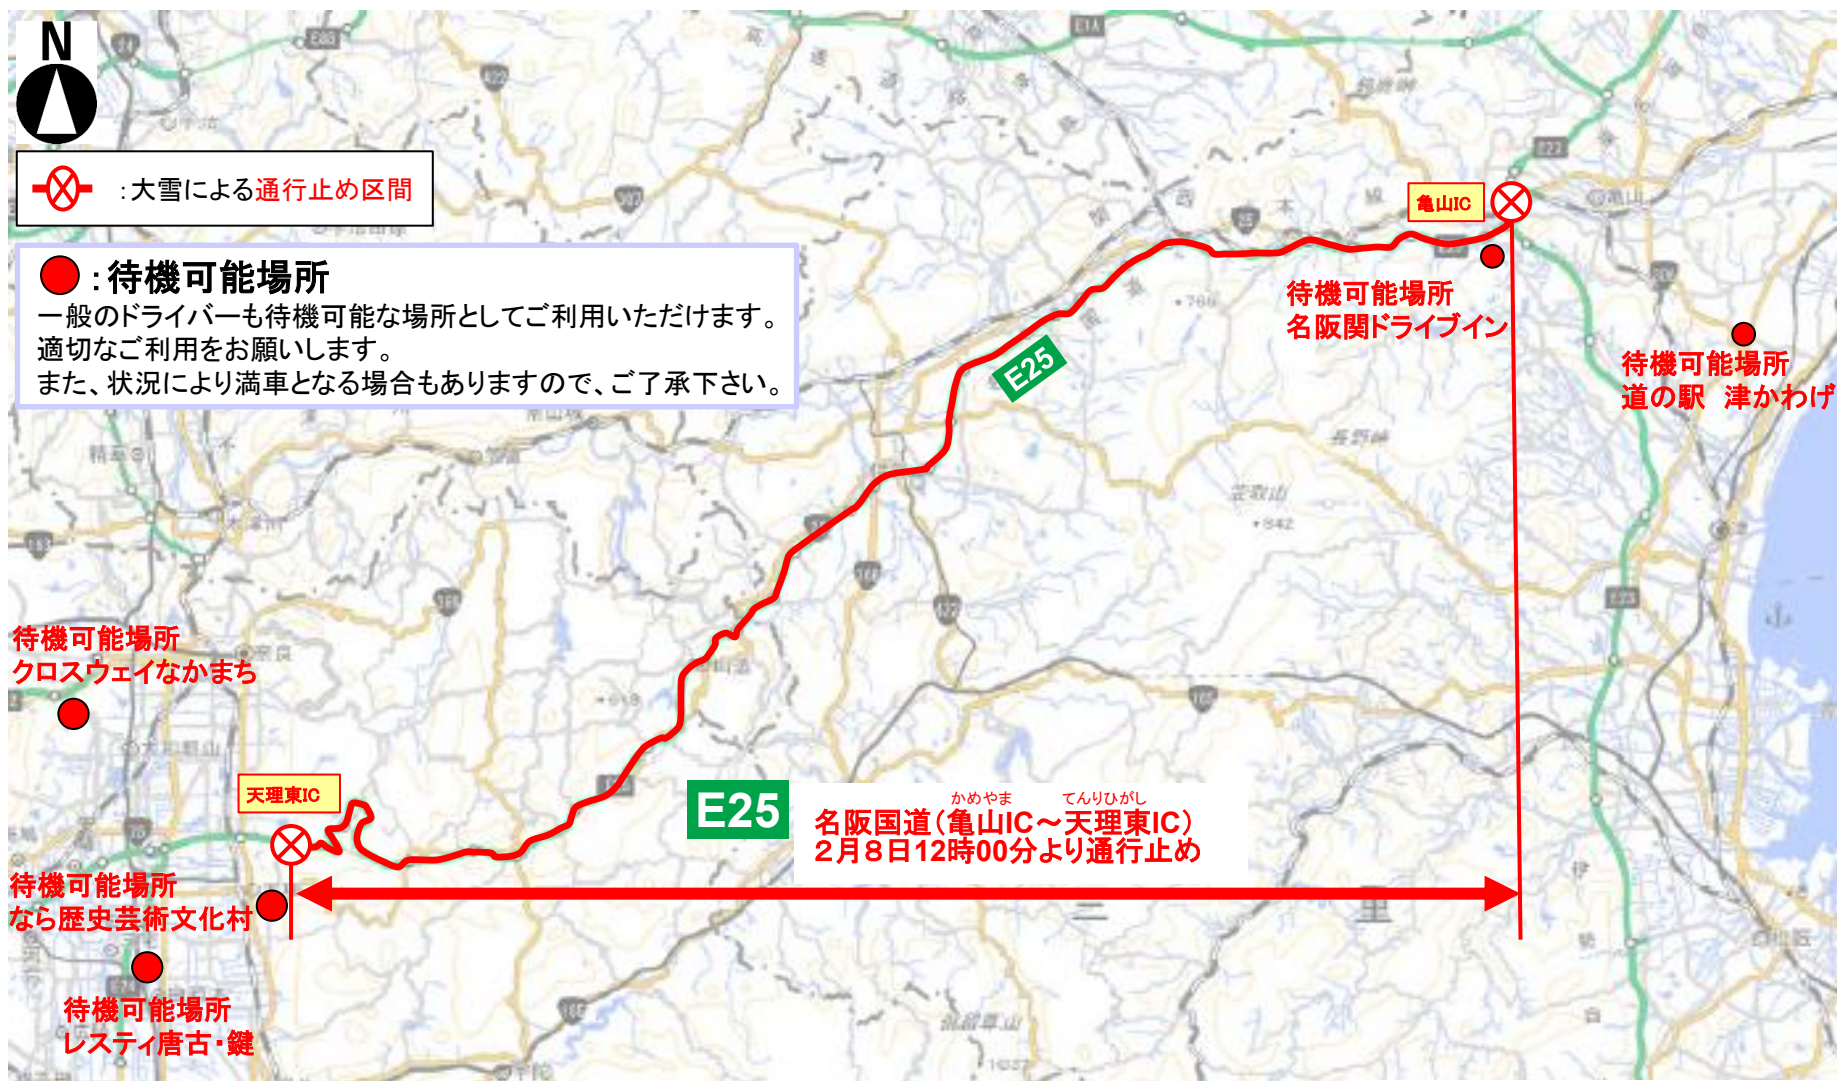 N
:大雪による通行止め区間
:待機可能場所
一般のドライバーも待機可能な場所としてご利用いただけます。
適切なご利用をお願いします。
また、状況により満車となる場合もありますので、ご了承下さい。
亀山IC
待機可能場所
名阪関ドライブイン
待機可能場所
道の駅　津かわげ
E25
待機可能場所
クロスウェイなかまち
天理東IC
E25
かめやま　てんりひがし
名阪国道(亀山IC～天理東IC)
２月８日12時00分より通行止め
待機可能場所
なら歴史芸術文化村
待機可能場所
レスティ唐古・鍵
笠取山
842
長野峠
三重